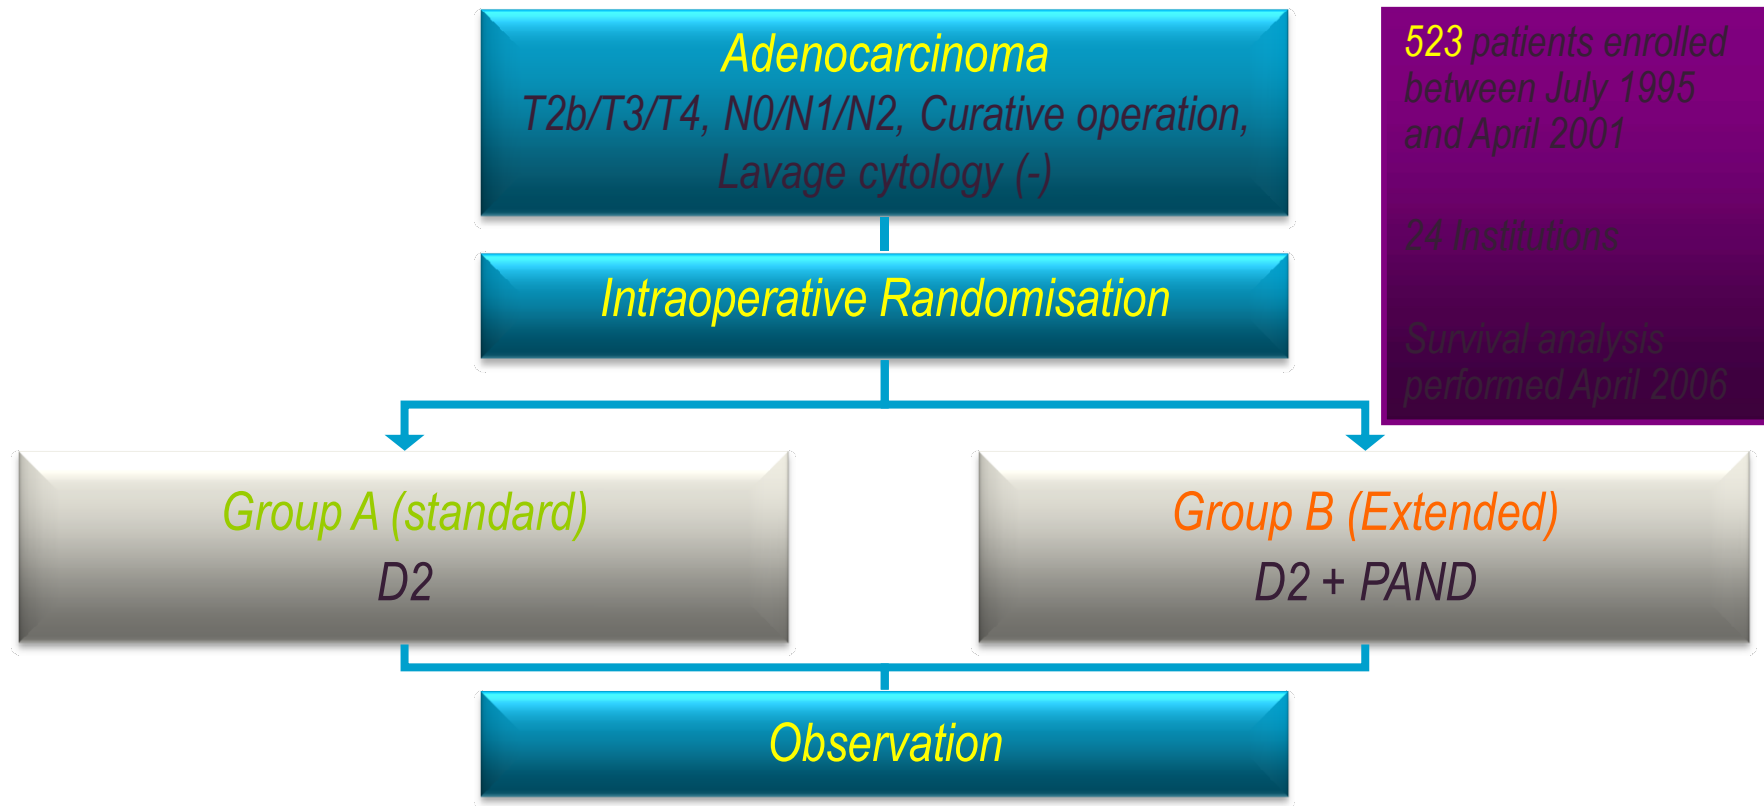 Adenocarcinoma
T2b/T3/T4, N0/N1/N2, Curative operation,
Lavage cytology (-)
523 patients enrolled
between July 1995
and April 2001
24 Institutions
Survival analysis
performed April 2006
Intraoperative Randomisation
Group A (standard)
D2
Group B (Extended)
D2 + PAND
Observation